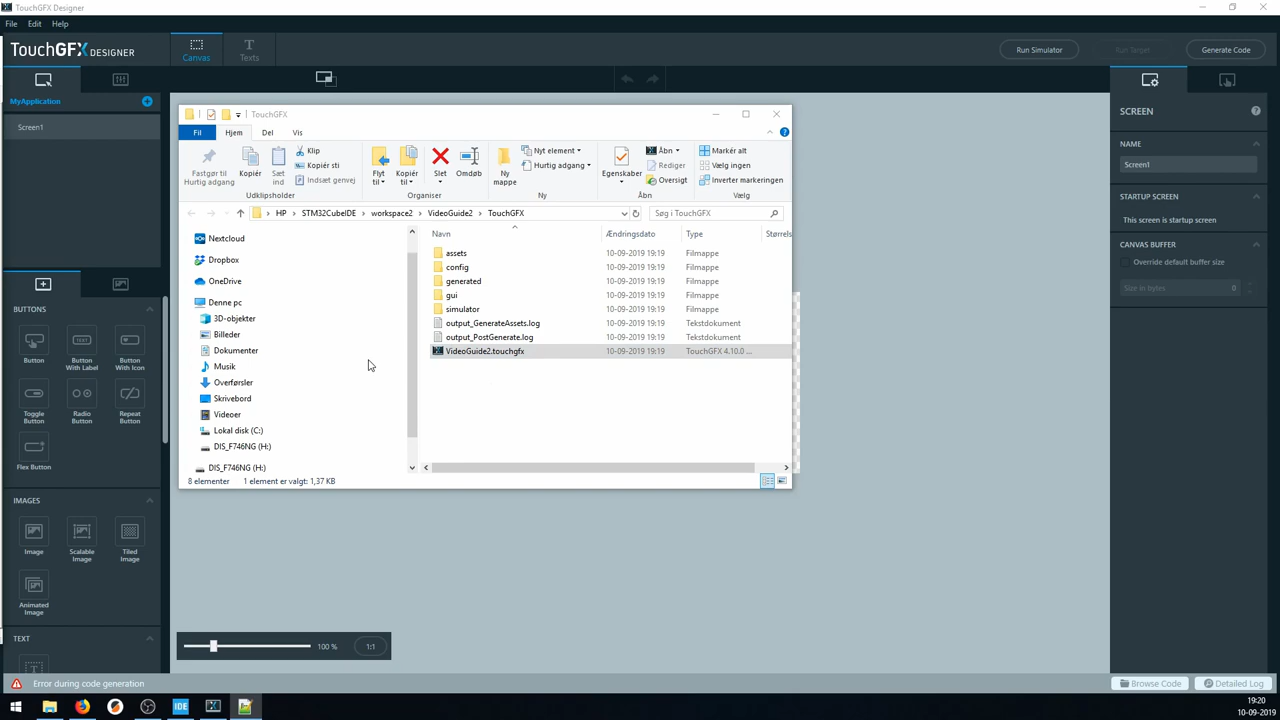 TouchGFX Designer
File Edit Help
TouchGFX DESIGNER
Canvas
Texts
Run Simulator
Run Target
Generate Code
MyApplication
Screen1
BUTTONS
Button
Button With Label
Button With Icon
Toggle Button
Radio Button
Repeat Button
Flex Button
IMAGES
Image
Scalable Image
Tiled Image
Animated Image
TEXT
TouchGFX
Fil Hjem Del Vis
Fastgør til Hurtig adgang
Kopiér
Sæt ind
Klip
Kopiér sti
Indsæt genvej
Udklipsholder
Flyt til
Kopiér til
Slet
Omdøb
Organiser
Ny mappe
Nyt element
Hurtig adgang
Ny
Egenskaber
Åbn
Rediger
Oversigt
Åbn
Markér alt
Vælg ingen
Inverter markeringen
Vælg
HP STM32CubeIDE workspace2 VideoGuide2 TouchGFX
Søg i TouchGFX
Nextcloud
Dropbox
OneDrive
Denne pc
3D-objekter
Billeder
Dokumenter
Musik
Overførsler
Skrivebord
Videoer
Lokal disk (C:)
DIS_F746NG (H:)
DIS_F746NG (H:)
Navn Ændringsdato Type Størrels
assets 10-09-2019 19:19 Filmappe
config 10-09-2019 19:19 Filmappe
generated 10-09-2019 19:19 Filmappe
gui 10-09-2019 19:19 Filmappe
simulator 10-09-2019 19:19 Filmappe
output_GenerateAssets.log 10-09-2019 19:19 Tekstdokument
output_PostGenerate.log 10-09-2019 19:19 Tekstdokument
VideoGuide2.touchgfx 10-09-2019 19:19 TouchGFX 4.10.0 ...
8 elementer 1 element er valgt: 1,37 KB
100 %
1:1
SCREEN
NAME
Screen1
STARTUP SCREEN
This screen is startup screen
CANVAS BUFFER
Override default buffer size
Size in bytes 0
Error during code generation
Browse Code
Detailed Log
IDE
19:20
10-09-2019